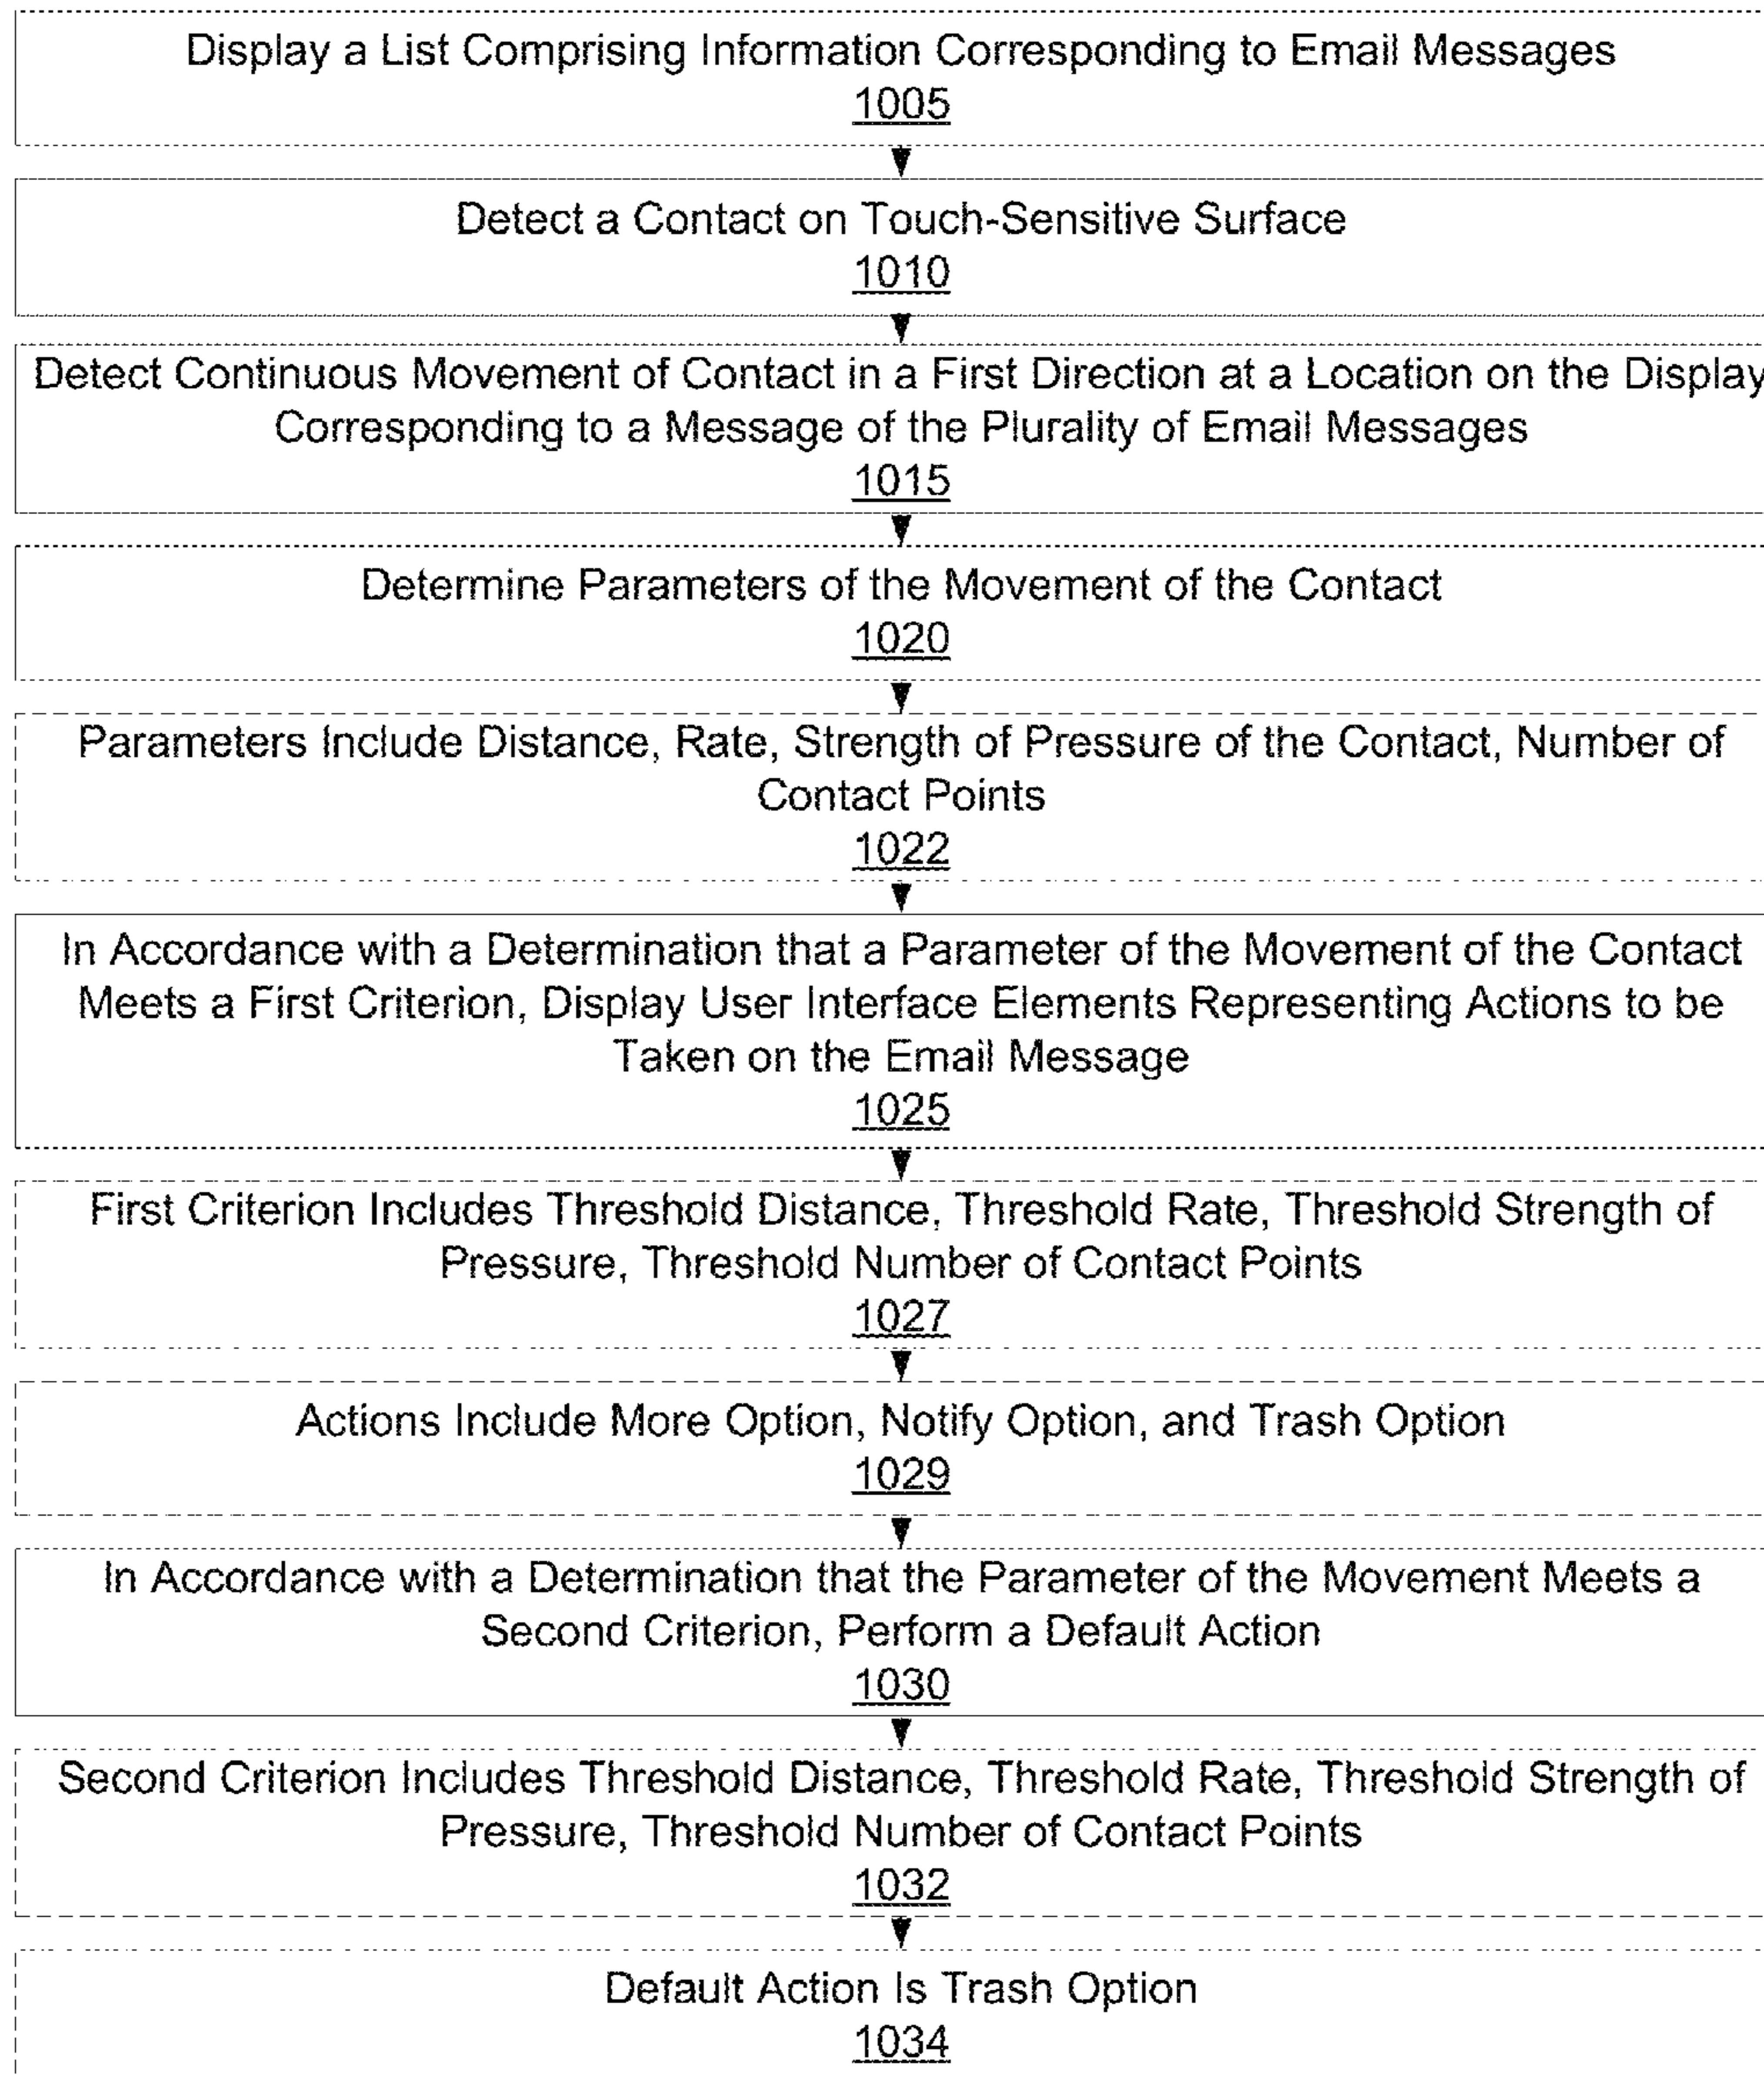 Display a List Comprising Information Corresponding to Email Messages
1005
Detect a Contact on Touch-Sensitive Surface
1010
Detect Continuous Movement of Contact in a First Direction at a Location on the Display
Corresponding to a Message of the Plurality of Email Messages
1015
Determine Parameters of the Movement of the Contact
1020
Parameters Include Distance, Rate, Strength of Pressure of the Contact, Number of
Contact Points
1022
In Accordance with a Determination that a Parameter of the Movement of the Contact
Meets a First Criterion, Display User Interface Elements Representing Actions to be
Taken on the Email Message
1025
First Criterion Includes Threshold Distance, Threshold Rate, Threshold Strength of
Pressure, Threshold Number of Contact Points
1027
Actions Include More Option, Notify Option, and Trash Option
1029
In Accordance with a Determination that the Parameter of the Movement Meets a
Second Criterion, Perform a Default Action
1030
Second Criterion Includes Threshold Distance, Threshold Rate, Threshold Strength of
Pressure, Threshold Number of Contact Points
1032
Default Action Is Trash Option
1034